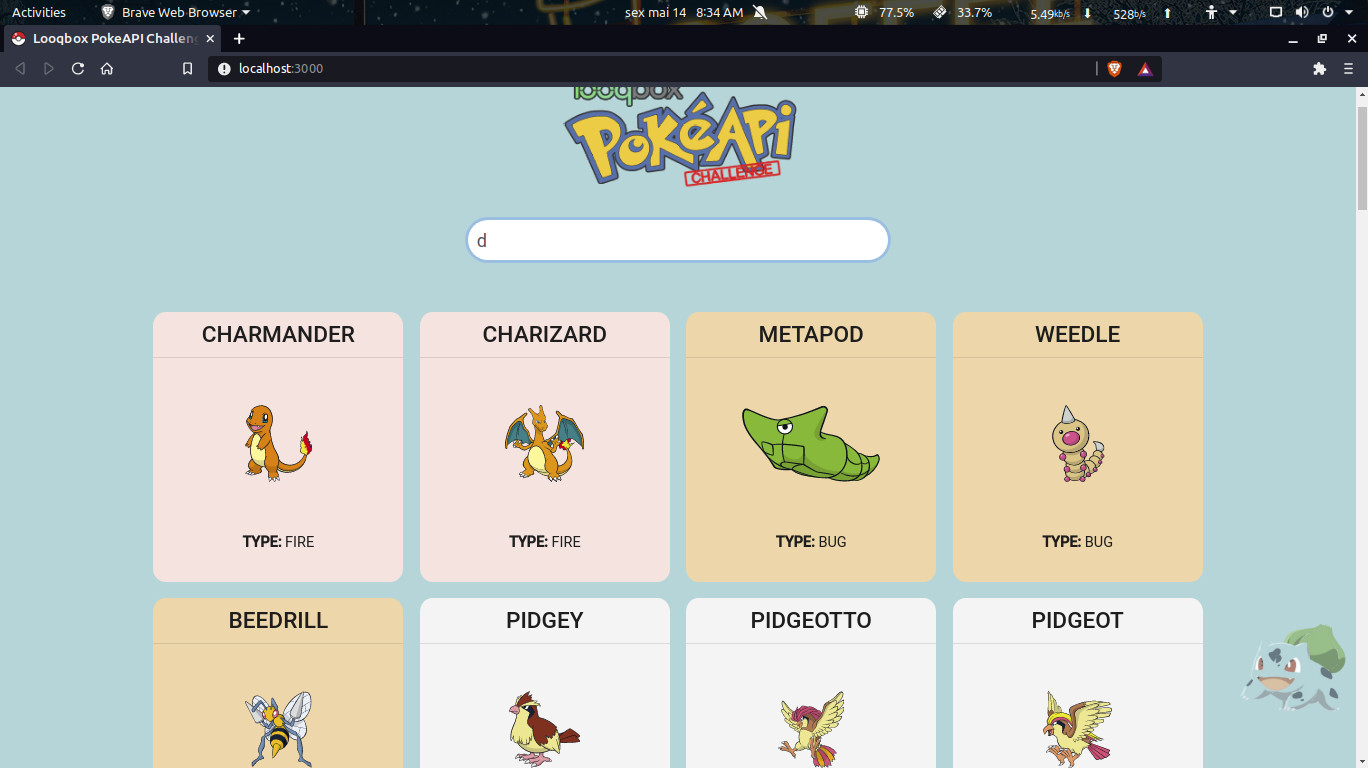 Activities Brave Web Browser sex mai 14 8:34 AM 77.5% 33.7% 5.49kb/s 528b/s
Looqbox PokeAPI Challen
localhost:3000
looqbox
PokéAPi
CHALLENGE
d
CHARMANDER CHARIZARD METAPOD WEEDLE
TYPE: FIRE TYPE: FIRE TYPE: BUG TYPE: BUG
BEEDRILL PIDGEY PIDGEOTTO PIDGEOT